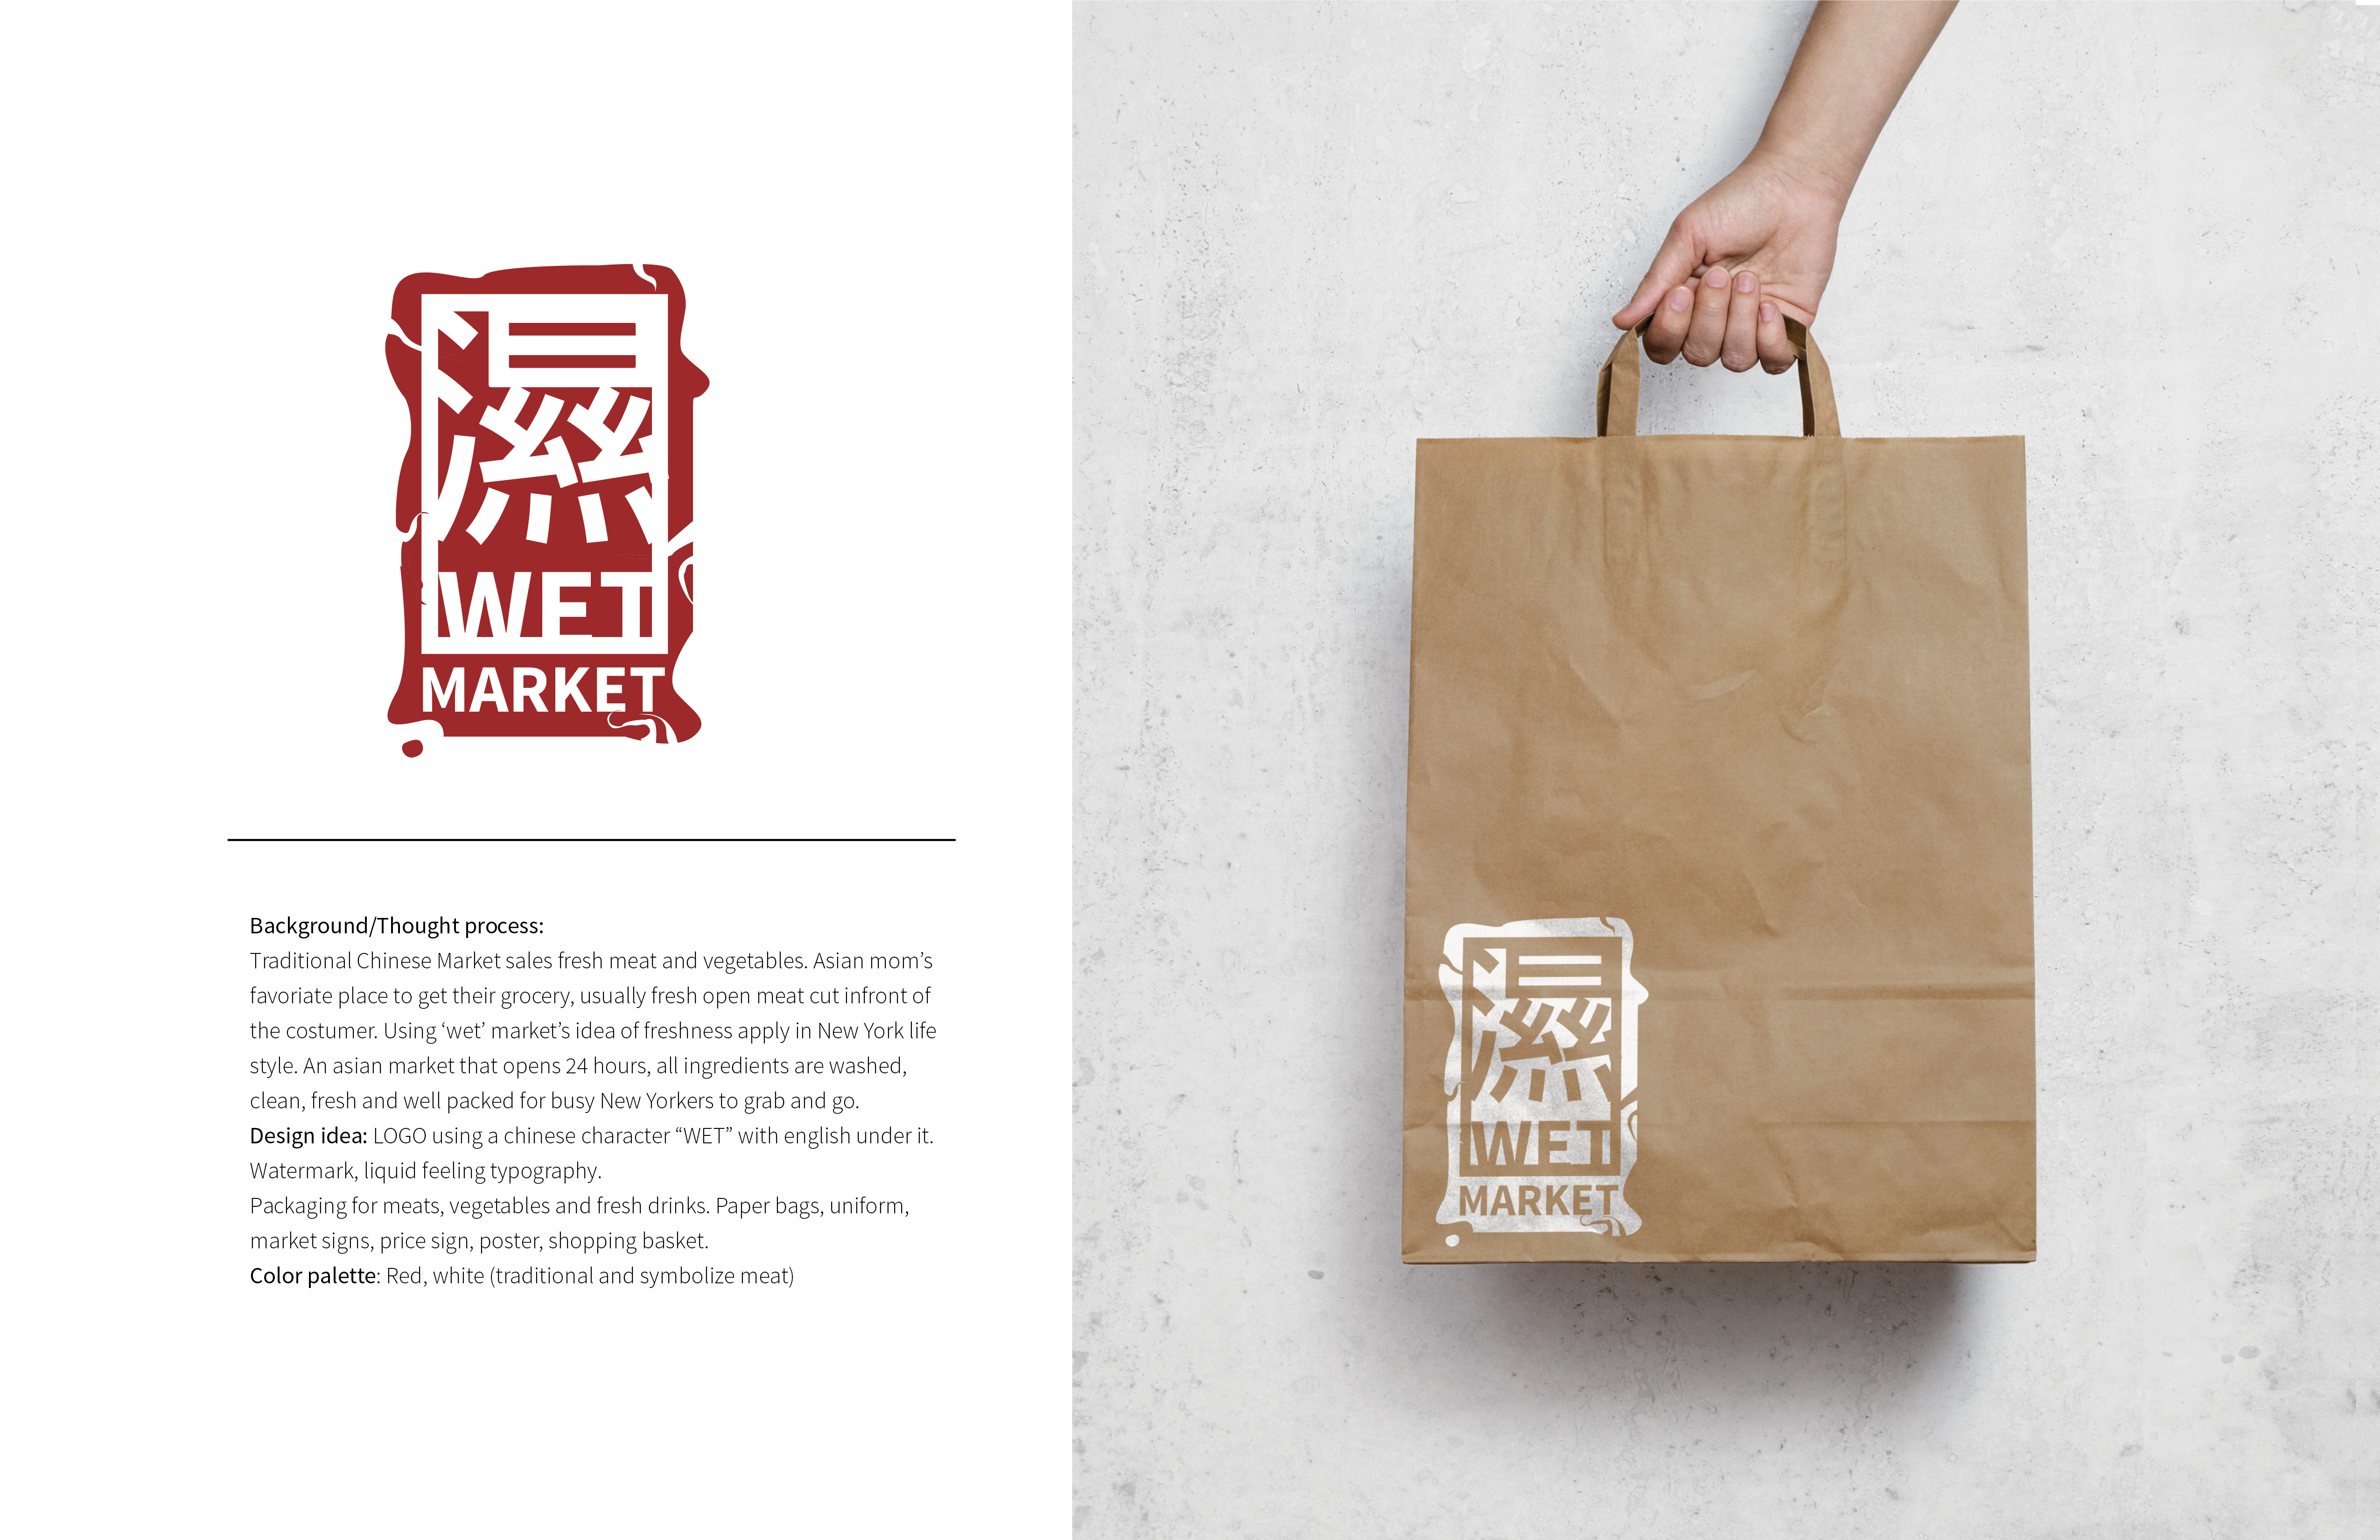 濕
WET
MARKET
Background/Thought process:
Traditional Chinese Market sales fresh meat and vegetables. Asian mom’s
favoriate place to get their grocery, usually fresh open meat cut infront of
the costumer. Using ‘wet’ market’s idea of freshness apply in New York life
style. An asian market that opens 24 hours, all ingredients are washed,
clean, fresh and well packed for busy New Yorkers to grab and go.
Design idea: LOGO using a chinese character “WET” with english under it.
Watermark, liquid feeling typography.
Packaging for meats, vegetables and fresh drinks. Paper bags, uniform,
market signs, price sign, poster, shopping basket.
Color palette: Red, white (traditional and symbolize meat)
濕
WET
MARKET